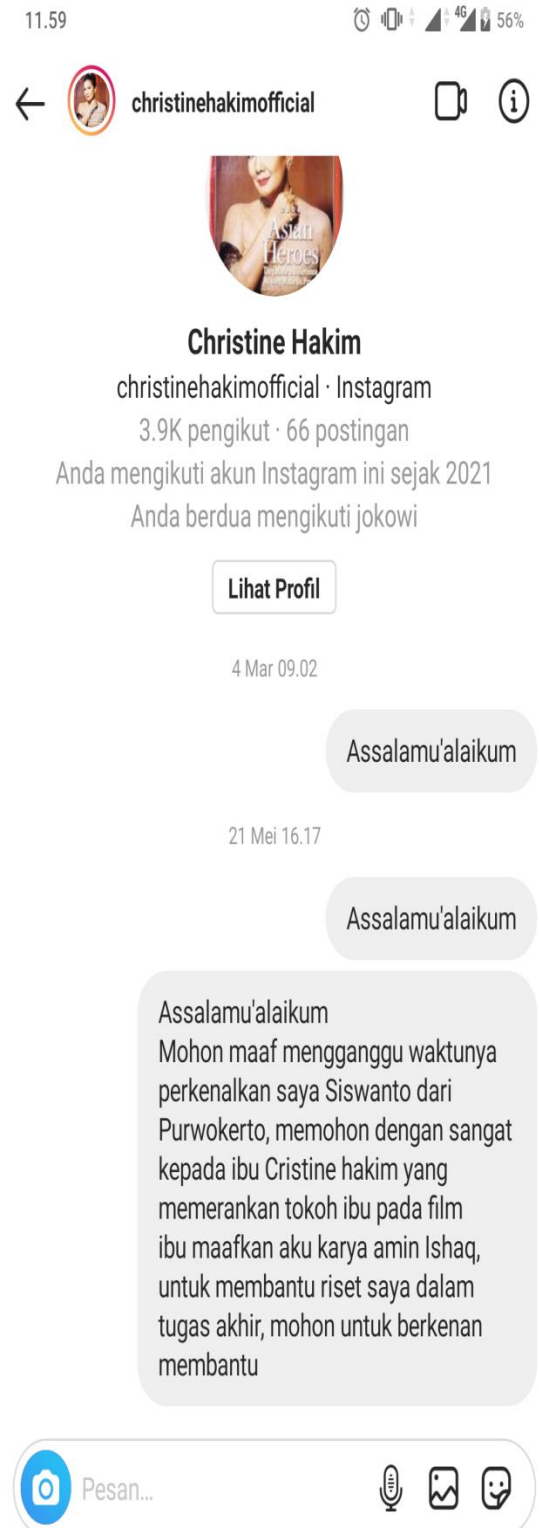 11.59
4G
56%
christinehakimofficial
Asian
Heroes
Christine Hakim
christinehakimofficial · Instagram
3.9K pengikut · 66 postingan
Anda mengikuti akun Instagram ini sejak 2021
Anda berdua mengikuti jokowi
Lihat Profil
4 Mar 09.02
Assalamu'alaikum
21 Mei 16.17
Assalamu'alaikum
Assalamu'alaikum
Mohon maaf mengganggu waktunya
perkenalkan saya Siswanto dari
Purwokerto, memohon dengan sangat
kepada ibu Cristine hakim yang
memerankan tokoh ibu pada film
ibu maafkan aku karya amin Ishaq,
untuk membantu riset saya dalam
tugas akhir, mohon untuk berkenan
membantu
Pesan...